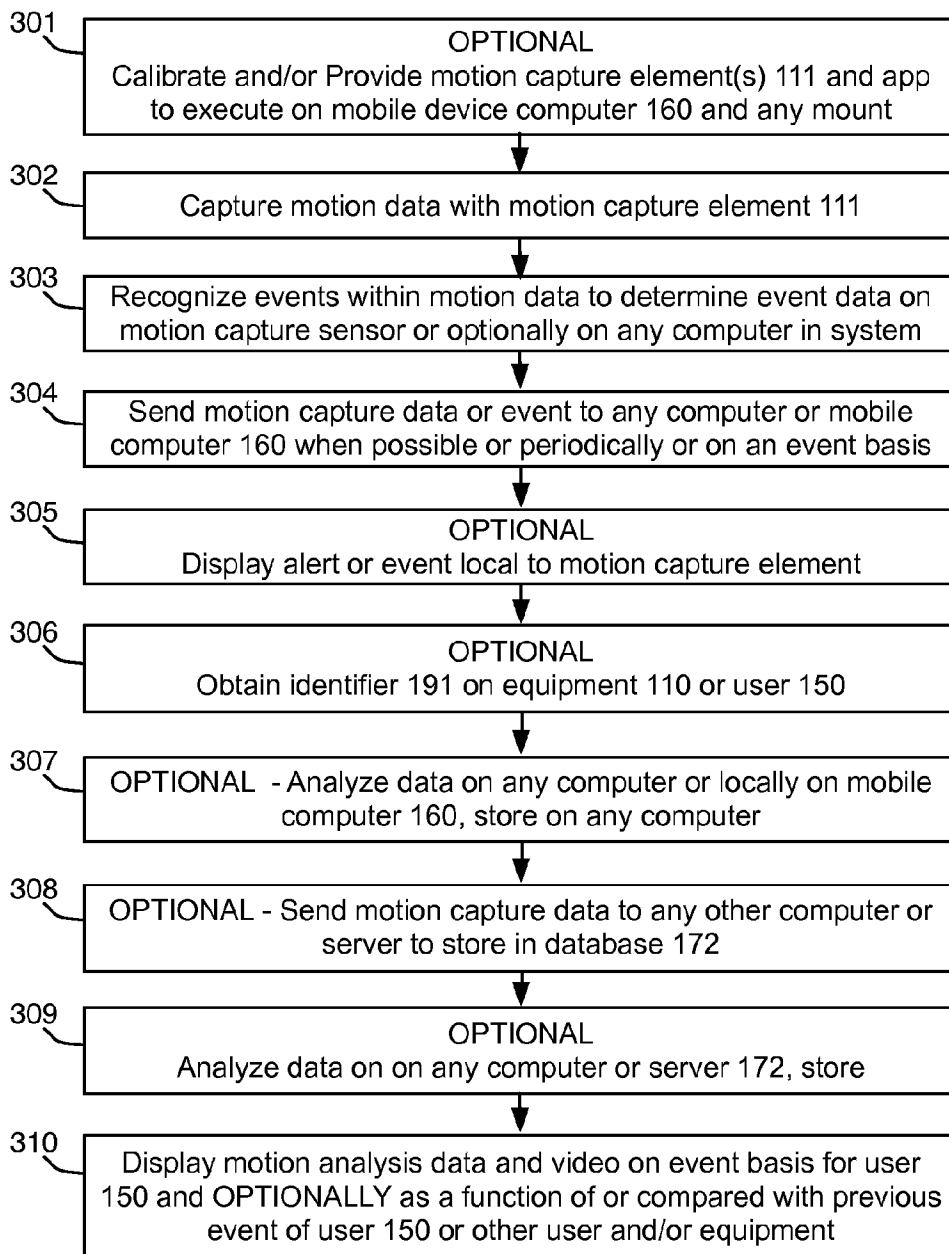 301
OPTIONAL
Calibrate and/or Provide motion capture element(s) 111 and app
to execute on mobile device computer 160 and any mount
302
Capture motion data with motion capture element 111
303
Recognize events within motion data to determine event data on
motion capture sensor or optionally on any computer in system
304
Send motion capture data or event to any computer or mobile
computer 160 when possible or periodically or on an event basis
305
OPTIONAL
Display alert or event local to motion capture element
306
OPTIONAL
Obtain identifier 191 on equipment 110 or user 150
307
OPTIONAL - Analyze data on any computer or locally on mobile
computer 160, store on any computer
308
OPTIONAL - Send motion capture data to any other computer or
server to store in database 172
309
OPTIONAL
Analyze data on on any computer or server 172, store
310
Display motion analysis data and video on event basis for user
150 and OPTIONALLY as a function of or compared with previous
event of user 150 or other user and/or equipment